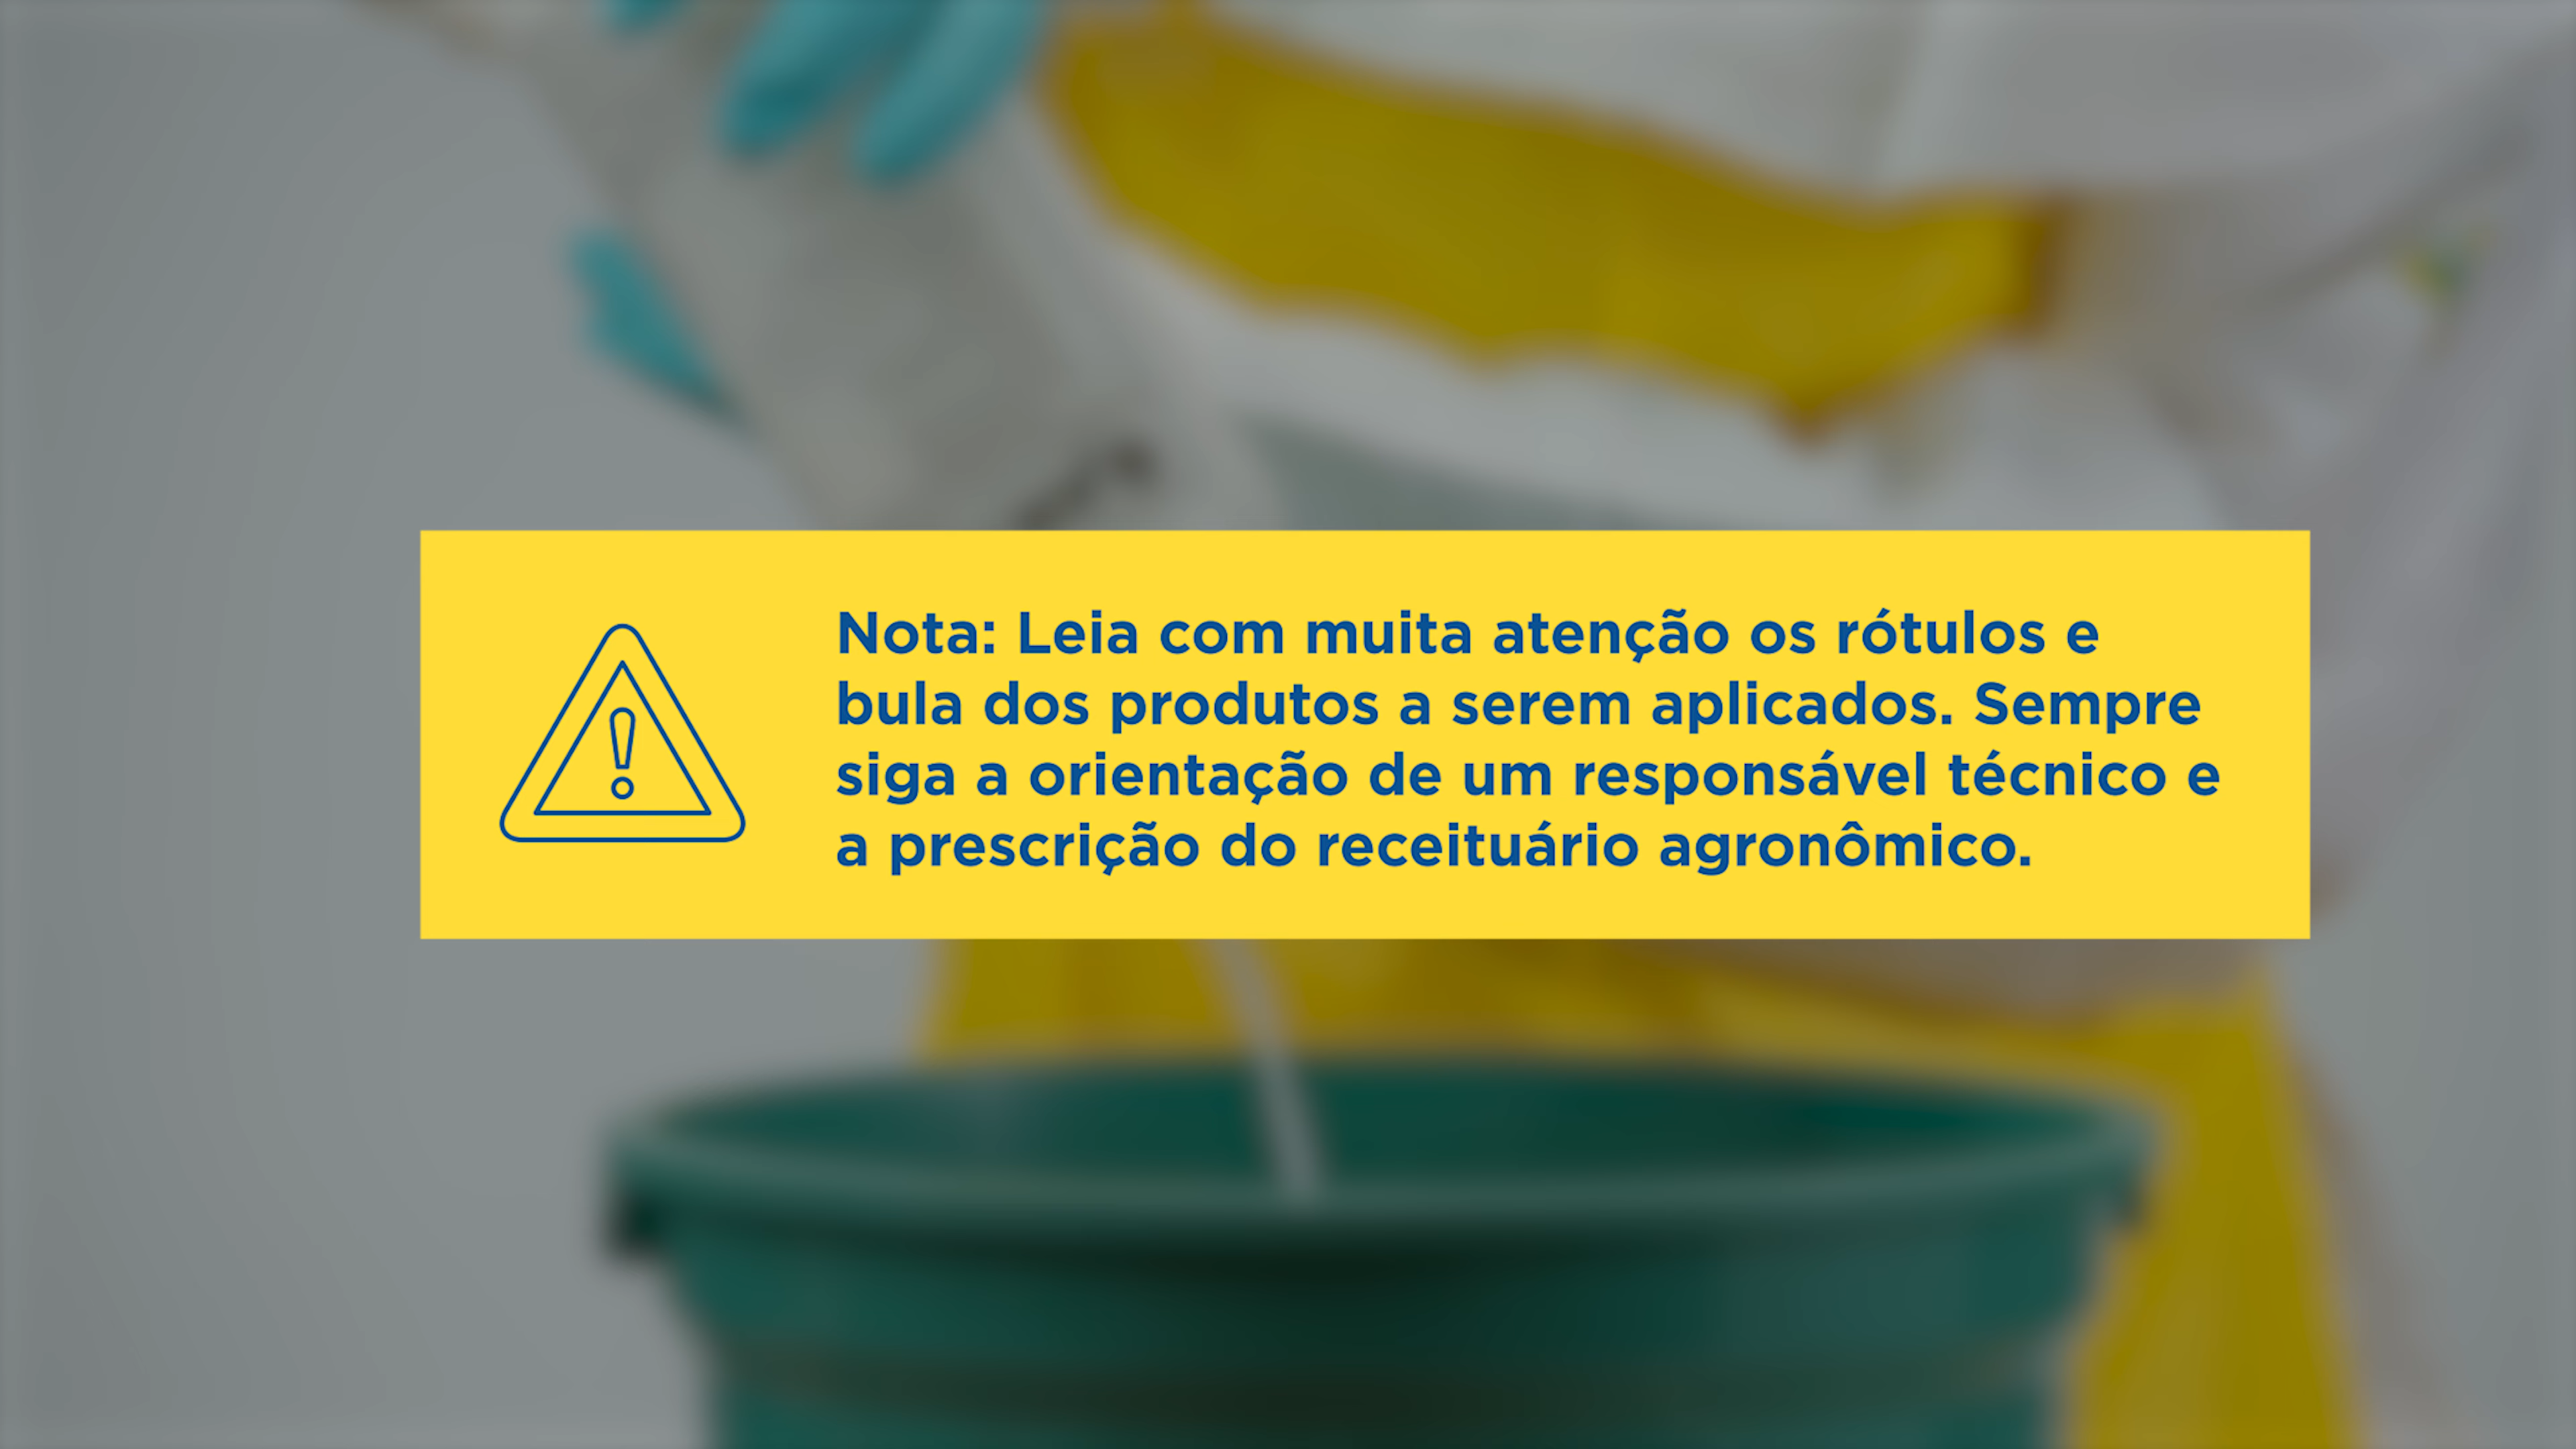 Nota: Leia com muita atenção os rótulos e
bula dos produtos a serem aplicados. Sempre
siga a orientação de um responsável técnico e
a prescrição do receituário agronômico.